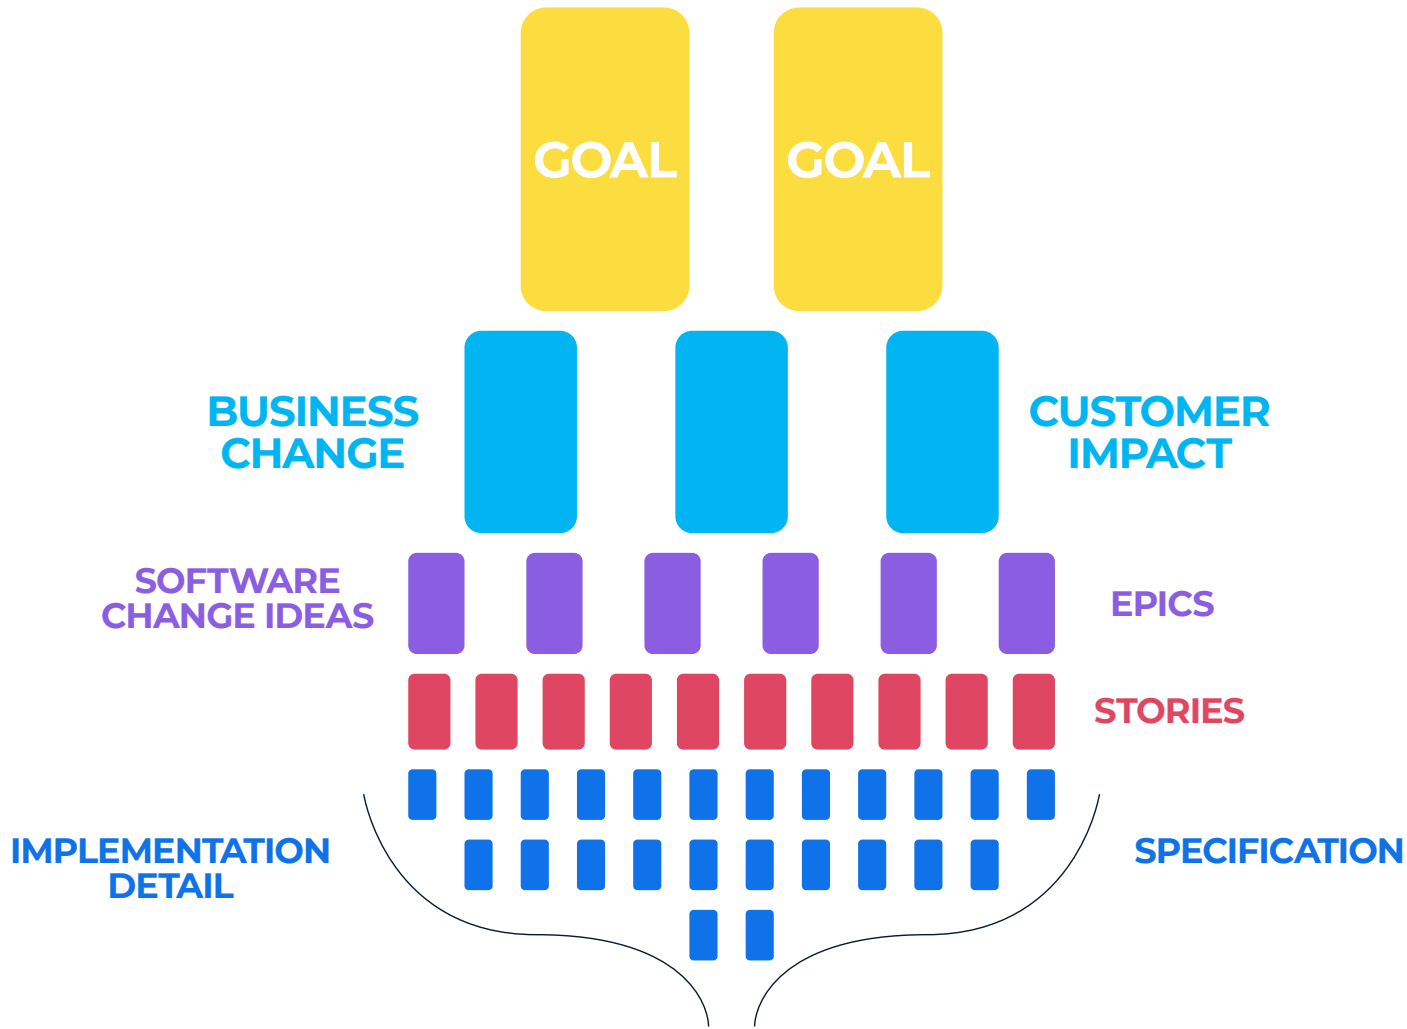 GOAL
GOAL
BUSINESS
CHANGE
CUSTOMER
IMPACT
SOFTWARE
CHANGE IDEAS
EPICS
STORIES
IMPLEMENTATION
DETAIL
SPECIFICATION